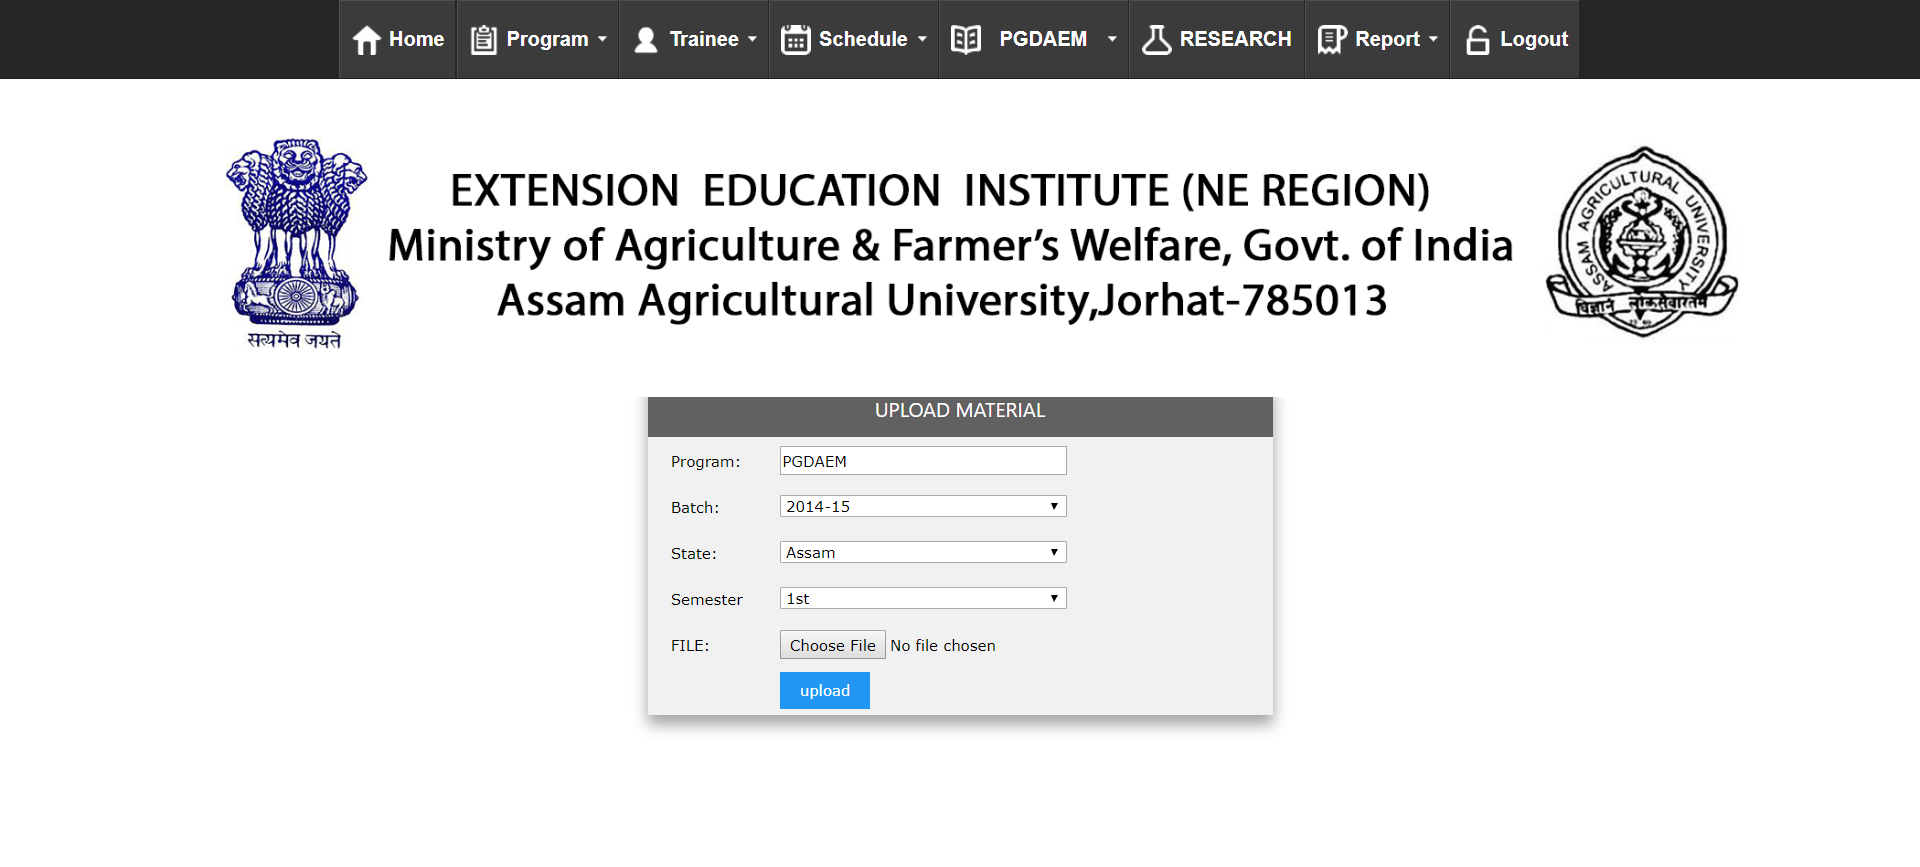 Home Program Trainee Schedule PGDAEM RESEARCH Report Logout
EXTENSION EDUCATION INSTITUTE (NE REGION)
Ministry of Agriculture & Farmer's Welfare, Govt. of India
Assam Agricultural University,Jorhat-785013
सत्यमेव जयते
ASSAM AGRICULTURAL UNIVERSITY
विज्ञानं लोकसेवारतम्
UPLOAD MATERIAL
Program: PGDAEM
Batch: 2014-15
State: Assam
Semester 1st
FILE: Choose File No file chosen
upload